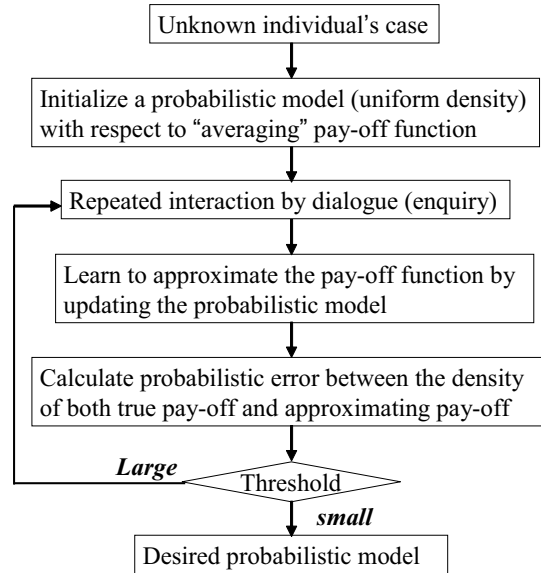 Unknown individual's case
Initialize a probabilistic model (uniform density)
with respect to “averaging” pay-off function
Repeated interaction by dialogue (enquiry)
Learn to approximate the pay-off function by
updating the probabilistic model
Calculate probabilistic error between the density
of both true pay-off and approximating pay-off
Large
Threshold
small
Desired probabilistic model